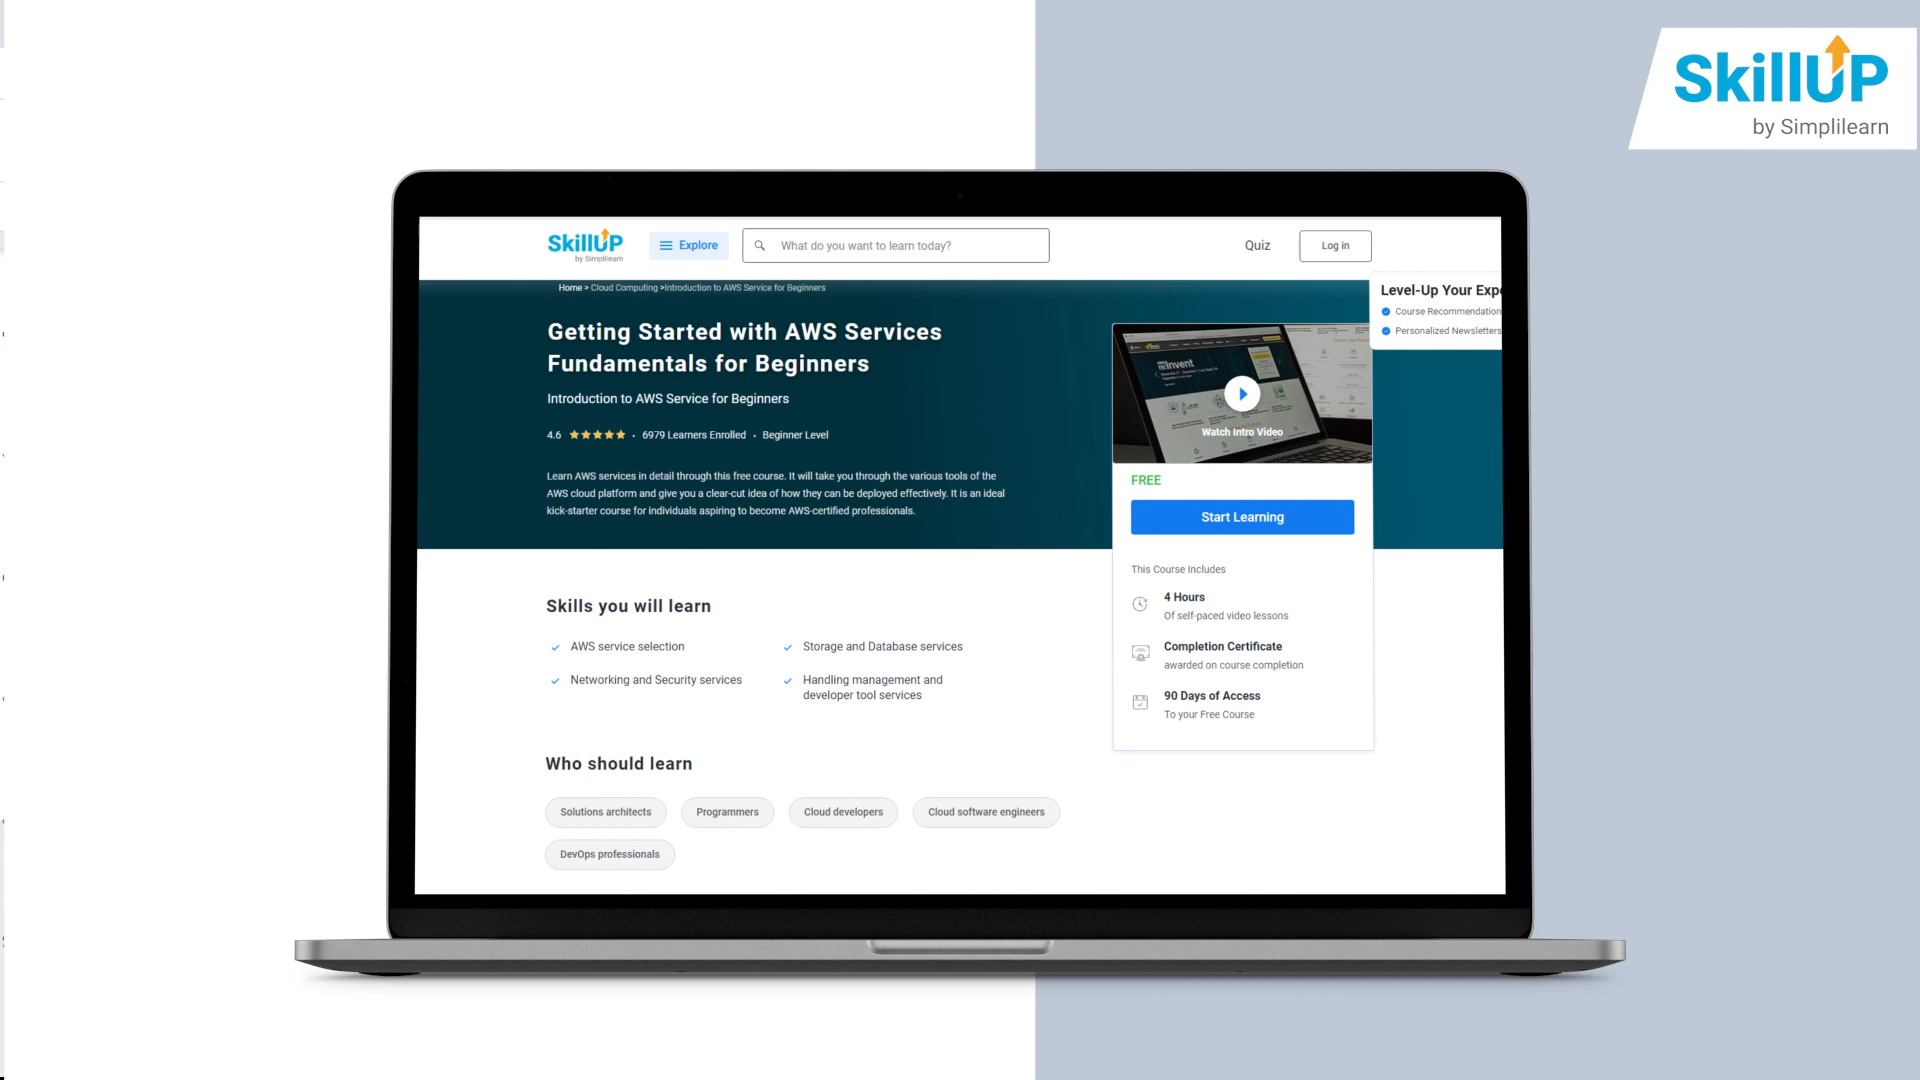 SkillUP
by Simplilearn
SkillUP
by Simplilearn
Explore
What do you want to learn today?
Quiz
Log in
Home > Cloud Computing >Introduction to AWS Service for Beginners
Level-Up Your Expe
Course Recommendation
Personalized Newsletters
Getting Started with AWS Services
Fundamentals for Beginners
Introduction to AWS Service for Beginners
4.6
6979 Learners Enrolled
Beginner Level
Learn AWS services in detail through this free course. It will take you through the various tools of the
AWS cloud platform and give you a clear-cut idea of how they can be deployed effectively. It is an ideal
kick-starter course for individuals aspiring to become AWS-certified professionals.
re:Invent
Watch Intro Video
FREE
Start Learning
This Course Includes
4 Hours
Of self-paced video lessons
Completion Certificate
awarded on course completion
90 Days of Access
To your Free Course
Skills you will learn
AWS service selection
Storage and Database services
Networking and Security services
Handling management and
developer tool services
Who should learn
Solutions architects
Programmers
Cloud developers
Cloud software engineers
DevOps professionals